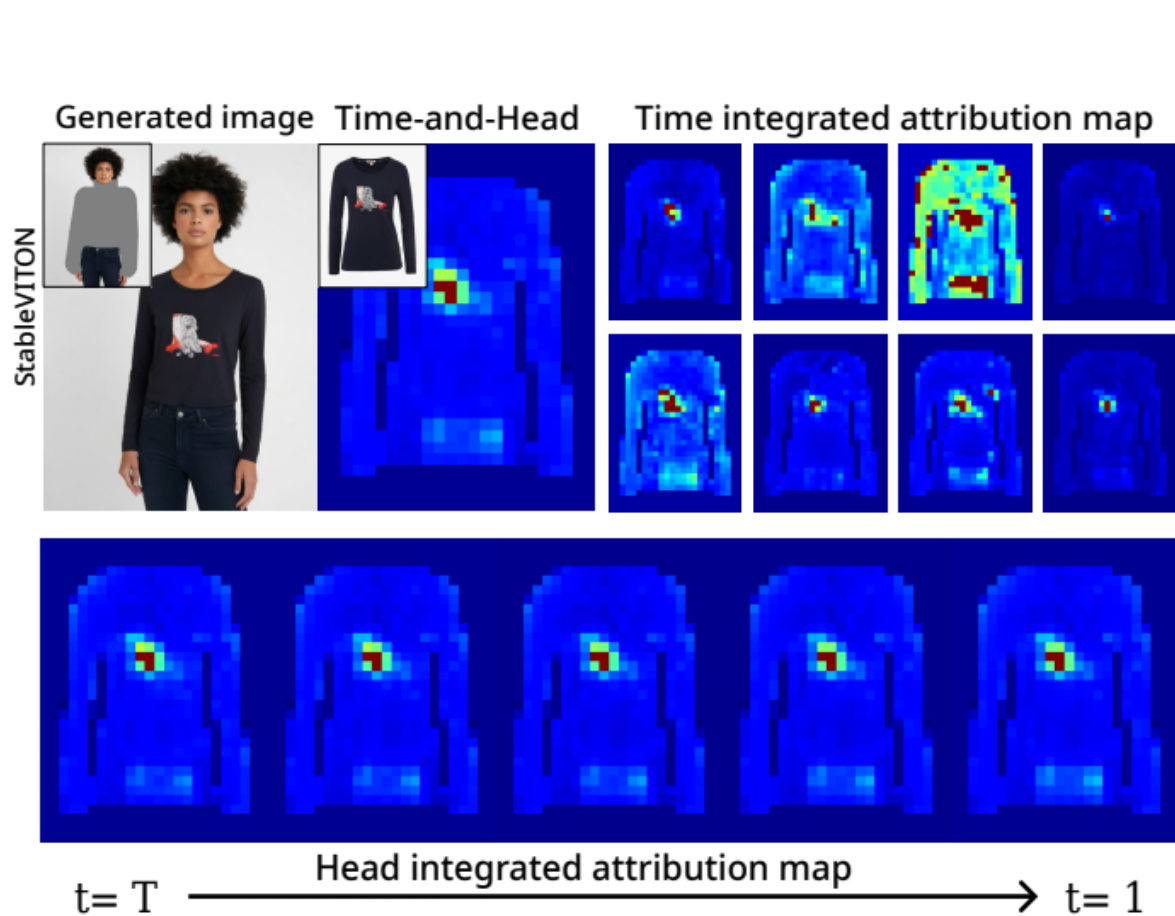 Generated image
Time-and-Head
Time integrated attribution map
StableVITON
Head integrated attribution map
t= T
t= 1